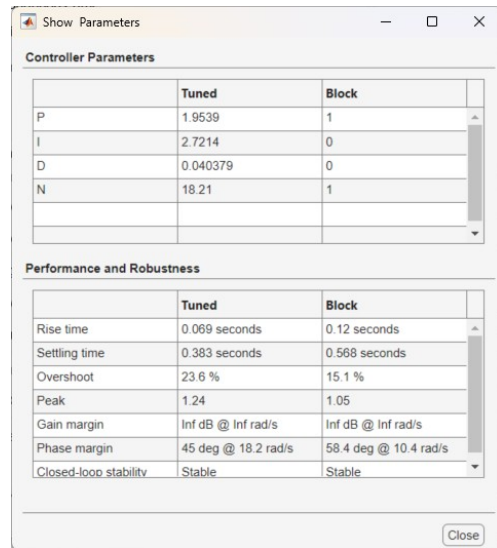 Show Parameters
Controller Parameters
Tuned Block
P 1.9539 1
I 2.7214 0
D 0.040379 0
N 18.21 1
Performance and Robustness
Tuned Block
Rise time 0.069 seconds 0.12 seconds
Settling time 0.383 seconds 0.568 seconds
Overshoot 23.6 % 15.1 %
Peak 1.24 1.05
Gain margin Inf dB @ Inf rad/s Inf dB @ Inf rad/s
Phase margin 45 deg @ 18.2 rad/s 58.4 deg @ 10.4 rad/s
Closed-loop stability Stable Stable
Close